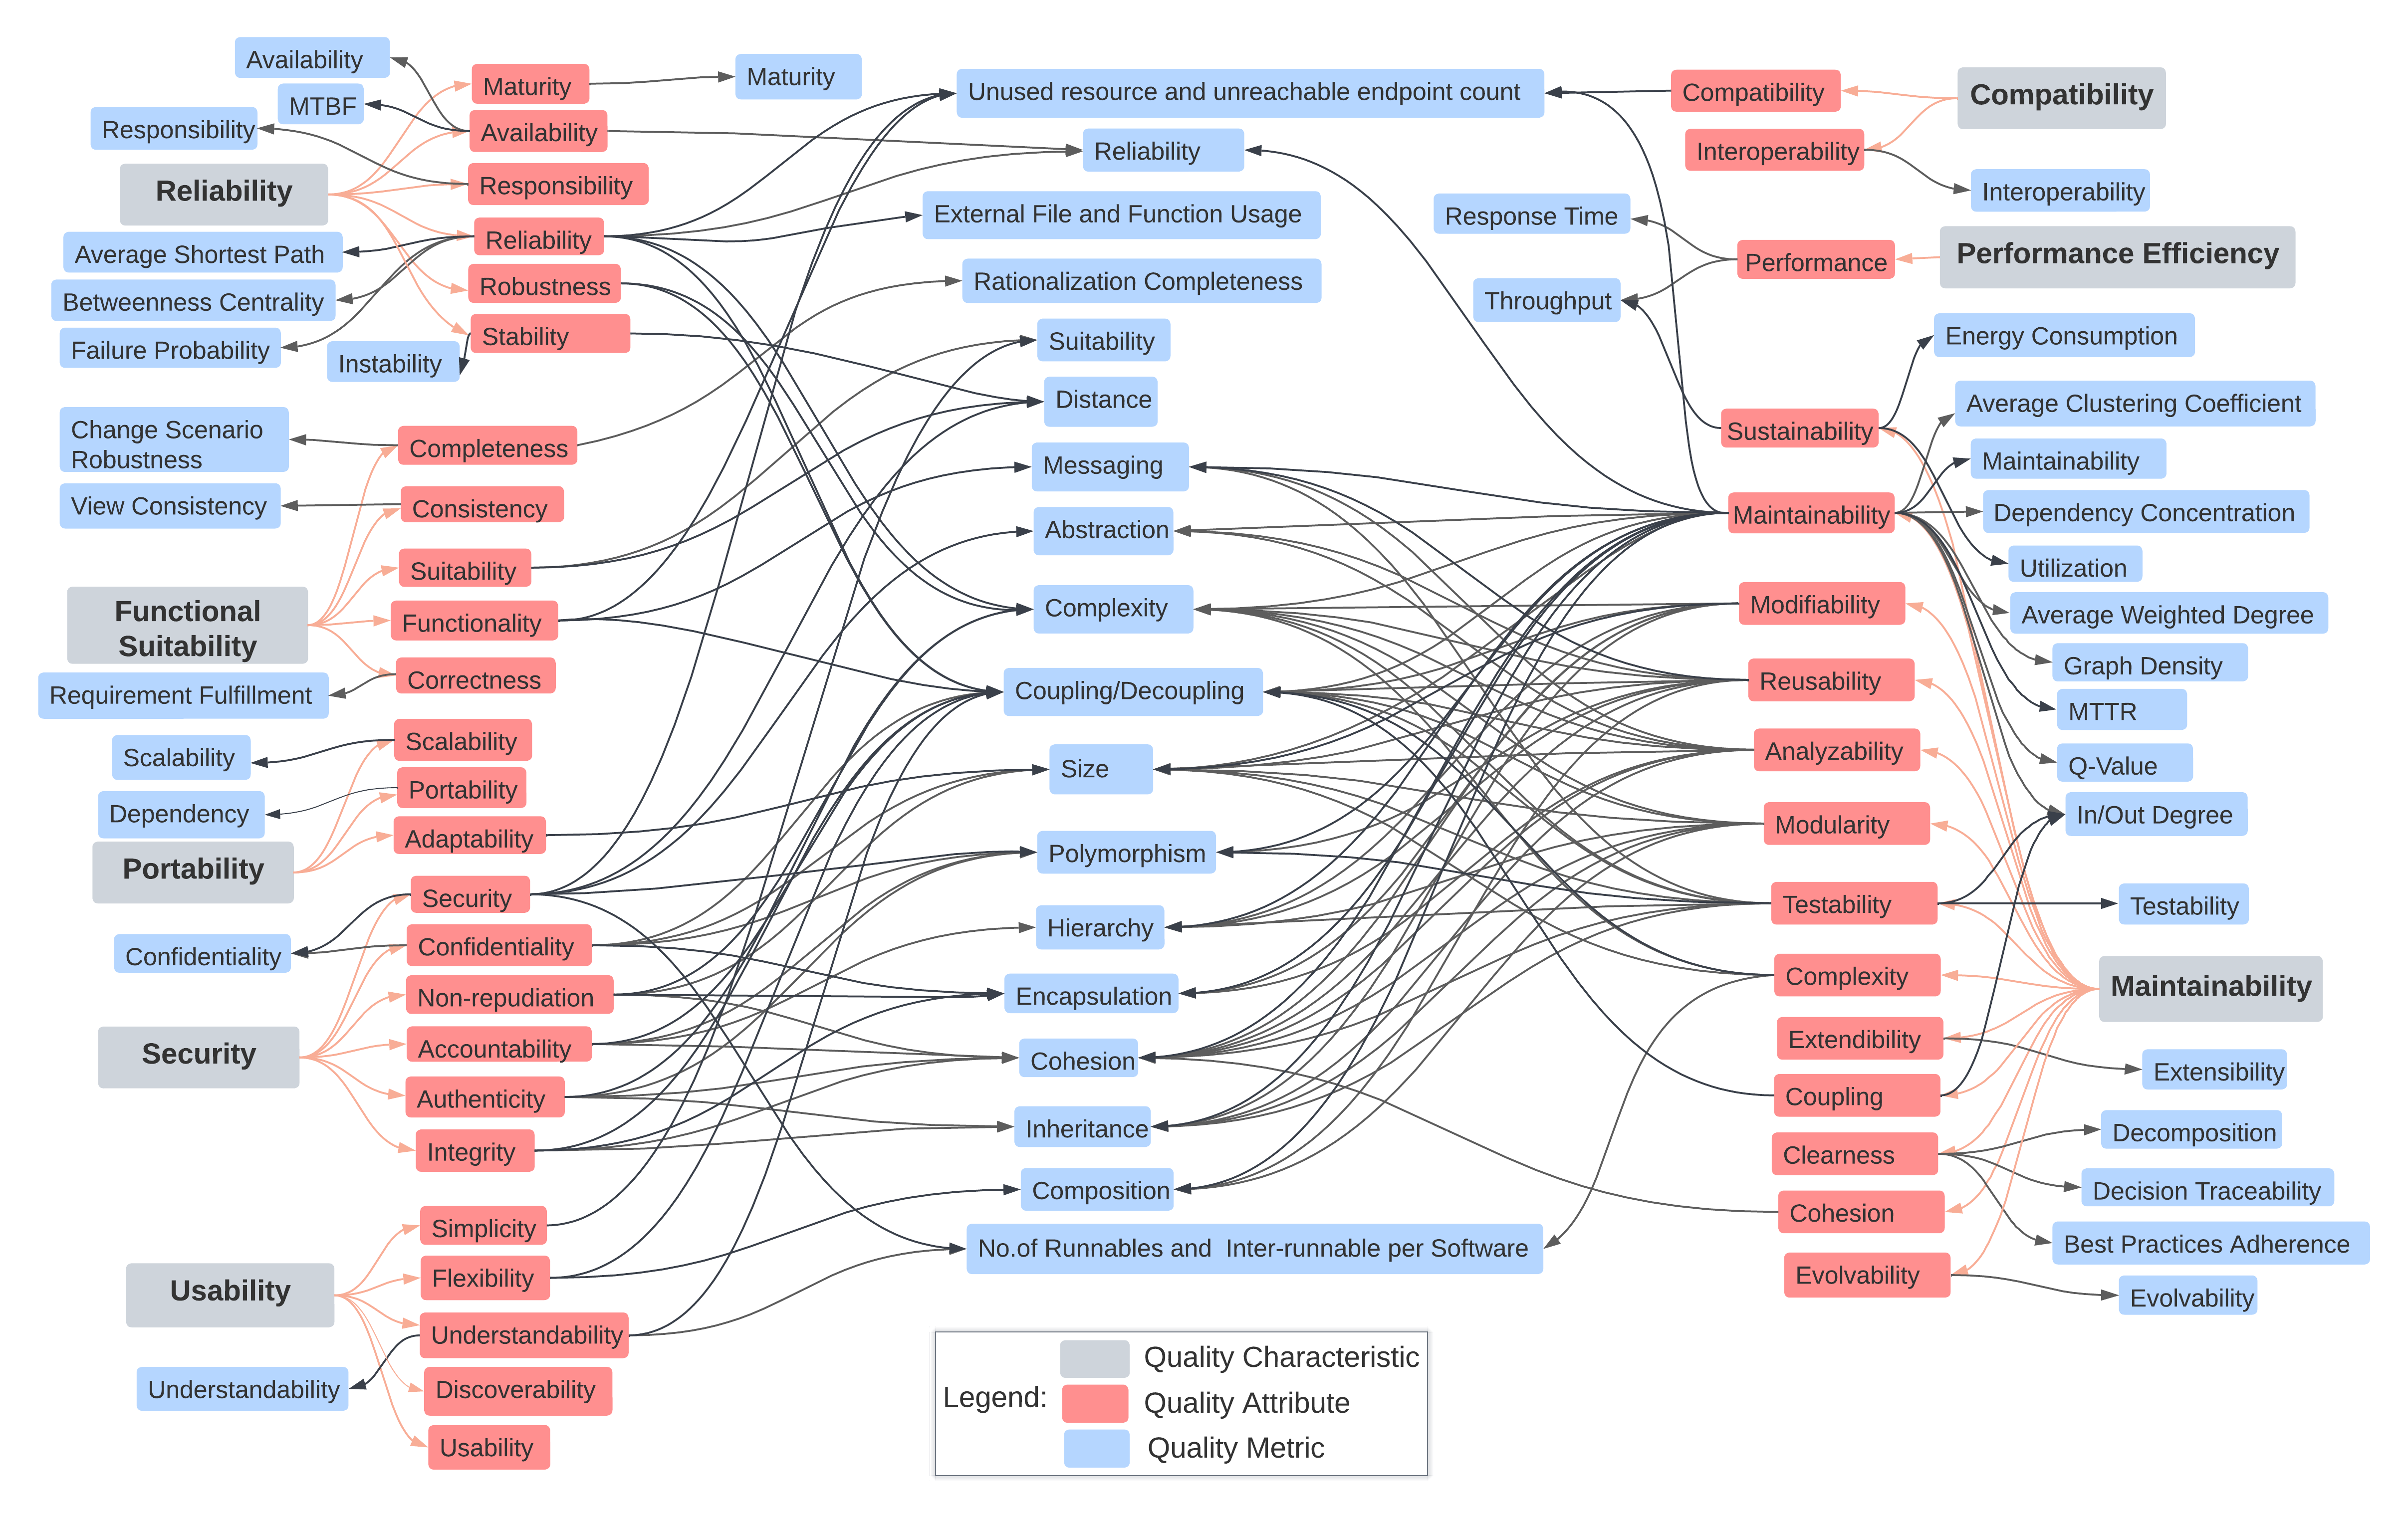 Availability
MTBF
Responsibility
Reliability
Average Shortest Path
Betweenness Centrality
Failure Probability
Instability
Maturity
Availability
Responsibility
Reliability
Robustness
Stability
Maturity
Change Scenario
Robustness
View Consistency
Functional
Suitability
Requirement Fulfillment
Completeness
Consistency
Suitability
Functionality
Correctness
Scalability
Dependency
Portability
Scalability
Portability
Adaptability
Confidentiality
Security
Security
Confidentiality
Non-repudiation
Accountability
Authenticity
Integrity
Usability
Understandability
Simplicity
Flexibility
Understandability
Discoverability
Usability
Unused resource and unreachable endpoint count
Reliability
External File and Function Usage
Rationalization Completeness
Suitability
Distance
Messaging
Abstraction
Complexity
Coupling/Decoupling
Size
Polymorphism
Hierarchy
Encapsulation
Cohesion
Inheritance
Composition
No.of Runnables and Inter-runnable per Software
Legend:
Quality Characteristic
Quality Attribute
Quality Metric
Response Time
Throughput
Compatibility
Interoperability
Performance
Sustainability
Maintainability
Modifiability
Reusability
Analyzability
Modularity
Testability
Complexity
Extendibility
Coupling
Clearness
Cohesion
Evolvability
Compatibility
Interoperability
Performance Efficiency
Energy Consumption
Average Clustering Coefficient
Maintainability
Dependency Concentration
Utilization
Average Weighted Degree
Graph Density
MTTR
Q-Value
In/Out Degree
Testability
Maintainability
Extensibility
Decomposition
Decision Traceability
Best Practices Adherence
Evolvability